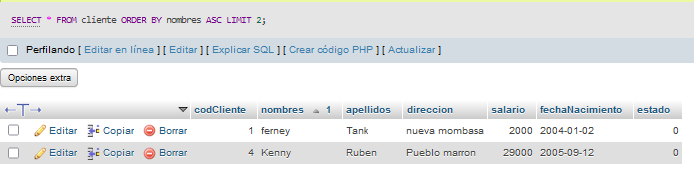 SELECT * FROM cliente ORDER BY nombres ASC LIMIT 2;
Perfilando [ Editar en línea ] [ Editar ] [ Explicar SQL ] [ Crear código PHP ] [ Actualizar ]
Opciones extra
←T→ codCliente nombres 1 apellidos direccion salario fechaNacimiento estado
Editar Copiar Borrar 1 ferney Tank nueva mombasa 2000 2004-01-02 0
Editar Copiar Borrar 4 Kenny Ruben Pueblo marron 29000 2005-09-12 0